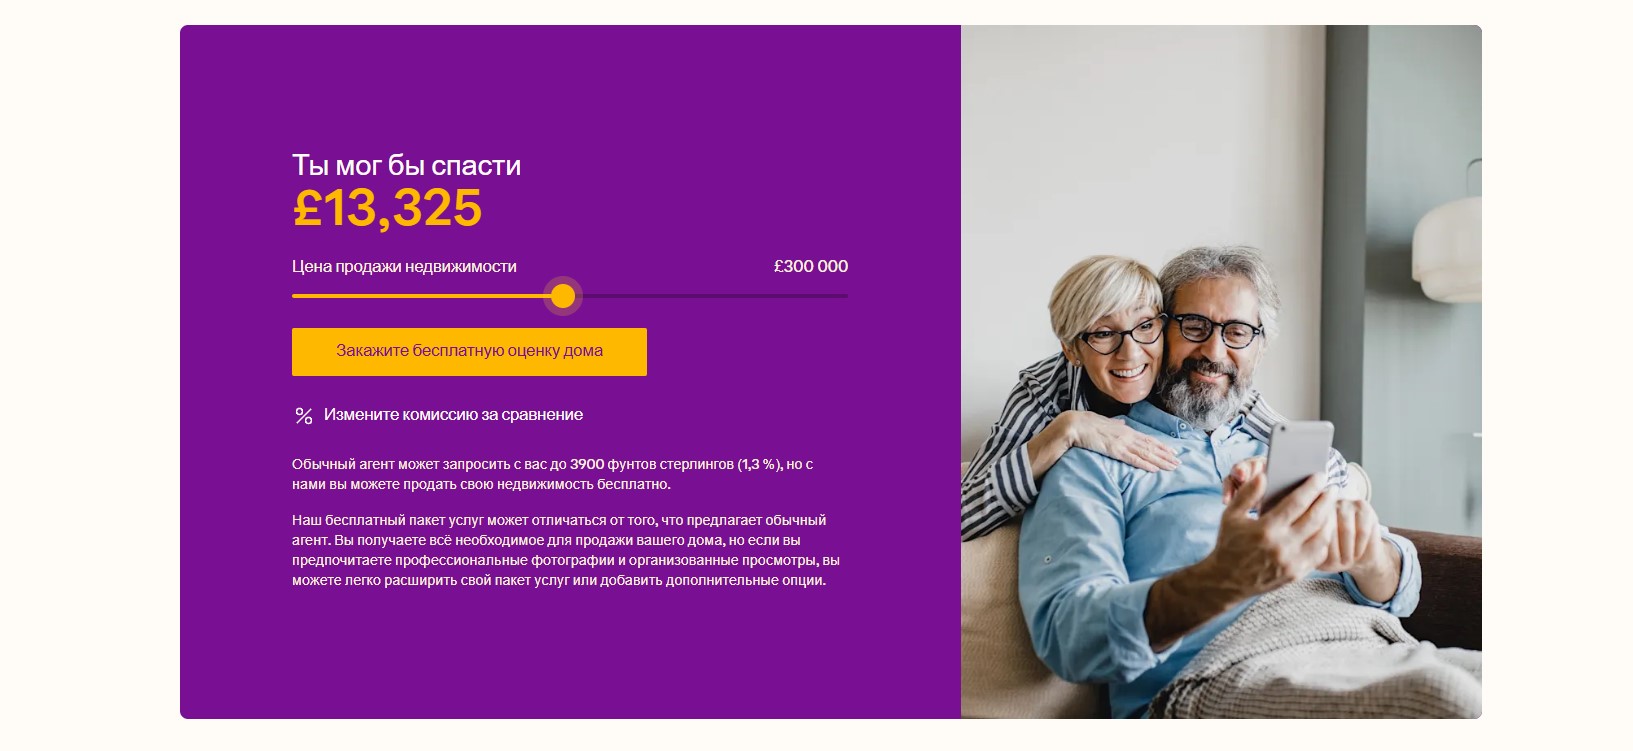 Ты мог бы спасти
£13,325
Цена продажи недвижимости £300 000
Закажите бесплатную оценку дома
% Измените комиссию за сравнение
Обычный агент может запросить с вас до 3900 фунтов стерлингов (1,3 %), но с
нами вы можете продать свою недвижимость бесплатно.
Наш бесплатный пакет услуг может отличаться от того, что предлагает обычный
агент. Вы получаете всё необходимое для продажи вашего дома, но если вы
предпочитаете профессиональные фотографии и организованные просмотры, вы
можете легко расширить свой пакет услуг или добавить дополнительные опции.